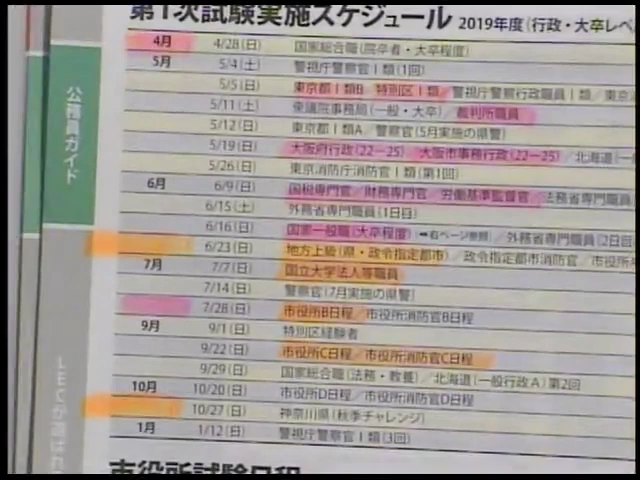 第1次試験実施スケジュール 2019年度(行政・大卒レベ
4月 4/28(日) 国家総合職(院卒者・大卒程度)
5月 5/4(土) 警視庁警察官Ⅰ類(1回)
5/5(日) 東京都Ⅰ類B/特別区Ⅰ類/警視庁警察行政職員Ⅰ類/東京
5/11(土) 衆議院事務局(一般・大卒)/裁判所職員
5/12(日) 東京都Ⅰ類A/警察官(5月実施の県警)
5/19(日) 大阪府行政(22−25)/大阪市事務行政(22−25)/北海道(一
5/26(日) 東京消防庁消防官Ⅰ類(第1回)
6月 6/9(日) 国税専門官/財務専門官/労働基準監督官/法務省専門職員
6/15(土) 外務省専門職員(1日目)
6/16(日) 国家一般職(大卒程度)➡右ページ参照/外務省専門職員(2日目
6/23(日) 地方上級(県・政令指定都市)/政令指定都市消防官/市役所
7月 7/7(日) 国立大学法人等職員
7/14(日) 警察官(7月実施の県警)
7/28(日) 市役所B日程/市役所消防官B日程
9月 9/1(日) 特別区経験者
9/22(日) 市役所C日程/市役所消防官C日程
9/29(日) 国家総合職(法務・教養)/北海道(一般行政A)第2回
10月 10/20(日) 市役所D日程/市役所消防官D日程
10/27(日) 神奈川県(秋季チャレンジ)
1月 1/12(日) 警視庁警察官Ⅰ類(3回)
市役所試験日程
公務員ガイド
LECが選ばれ